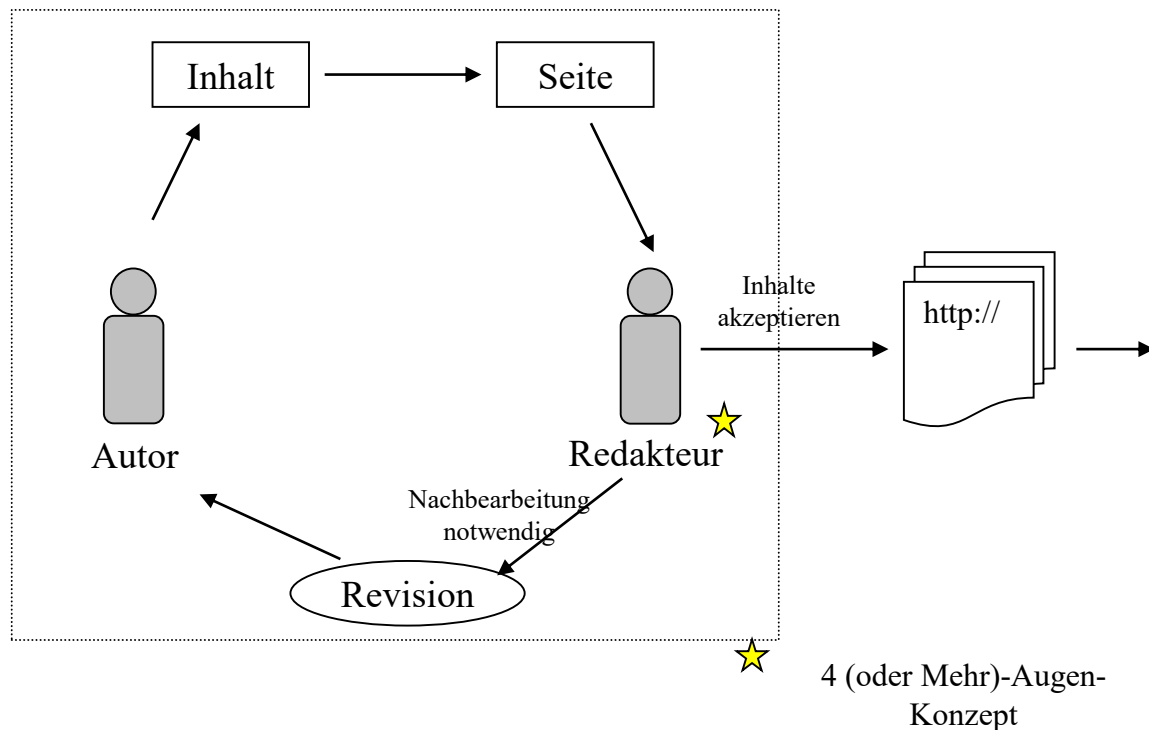 Inhalt
Seite
Inhalte
akzeptieren
http://
Autor
Redakteur
Nachbearbeitung
notwendig
Revision
4 (oder Mehr)-Augen-
Konzept